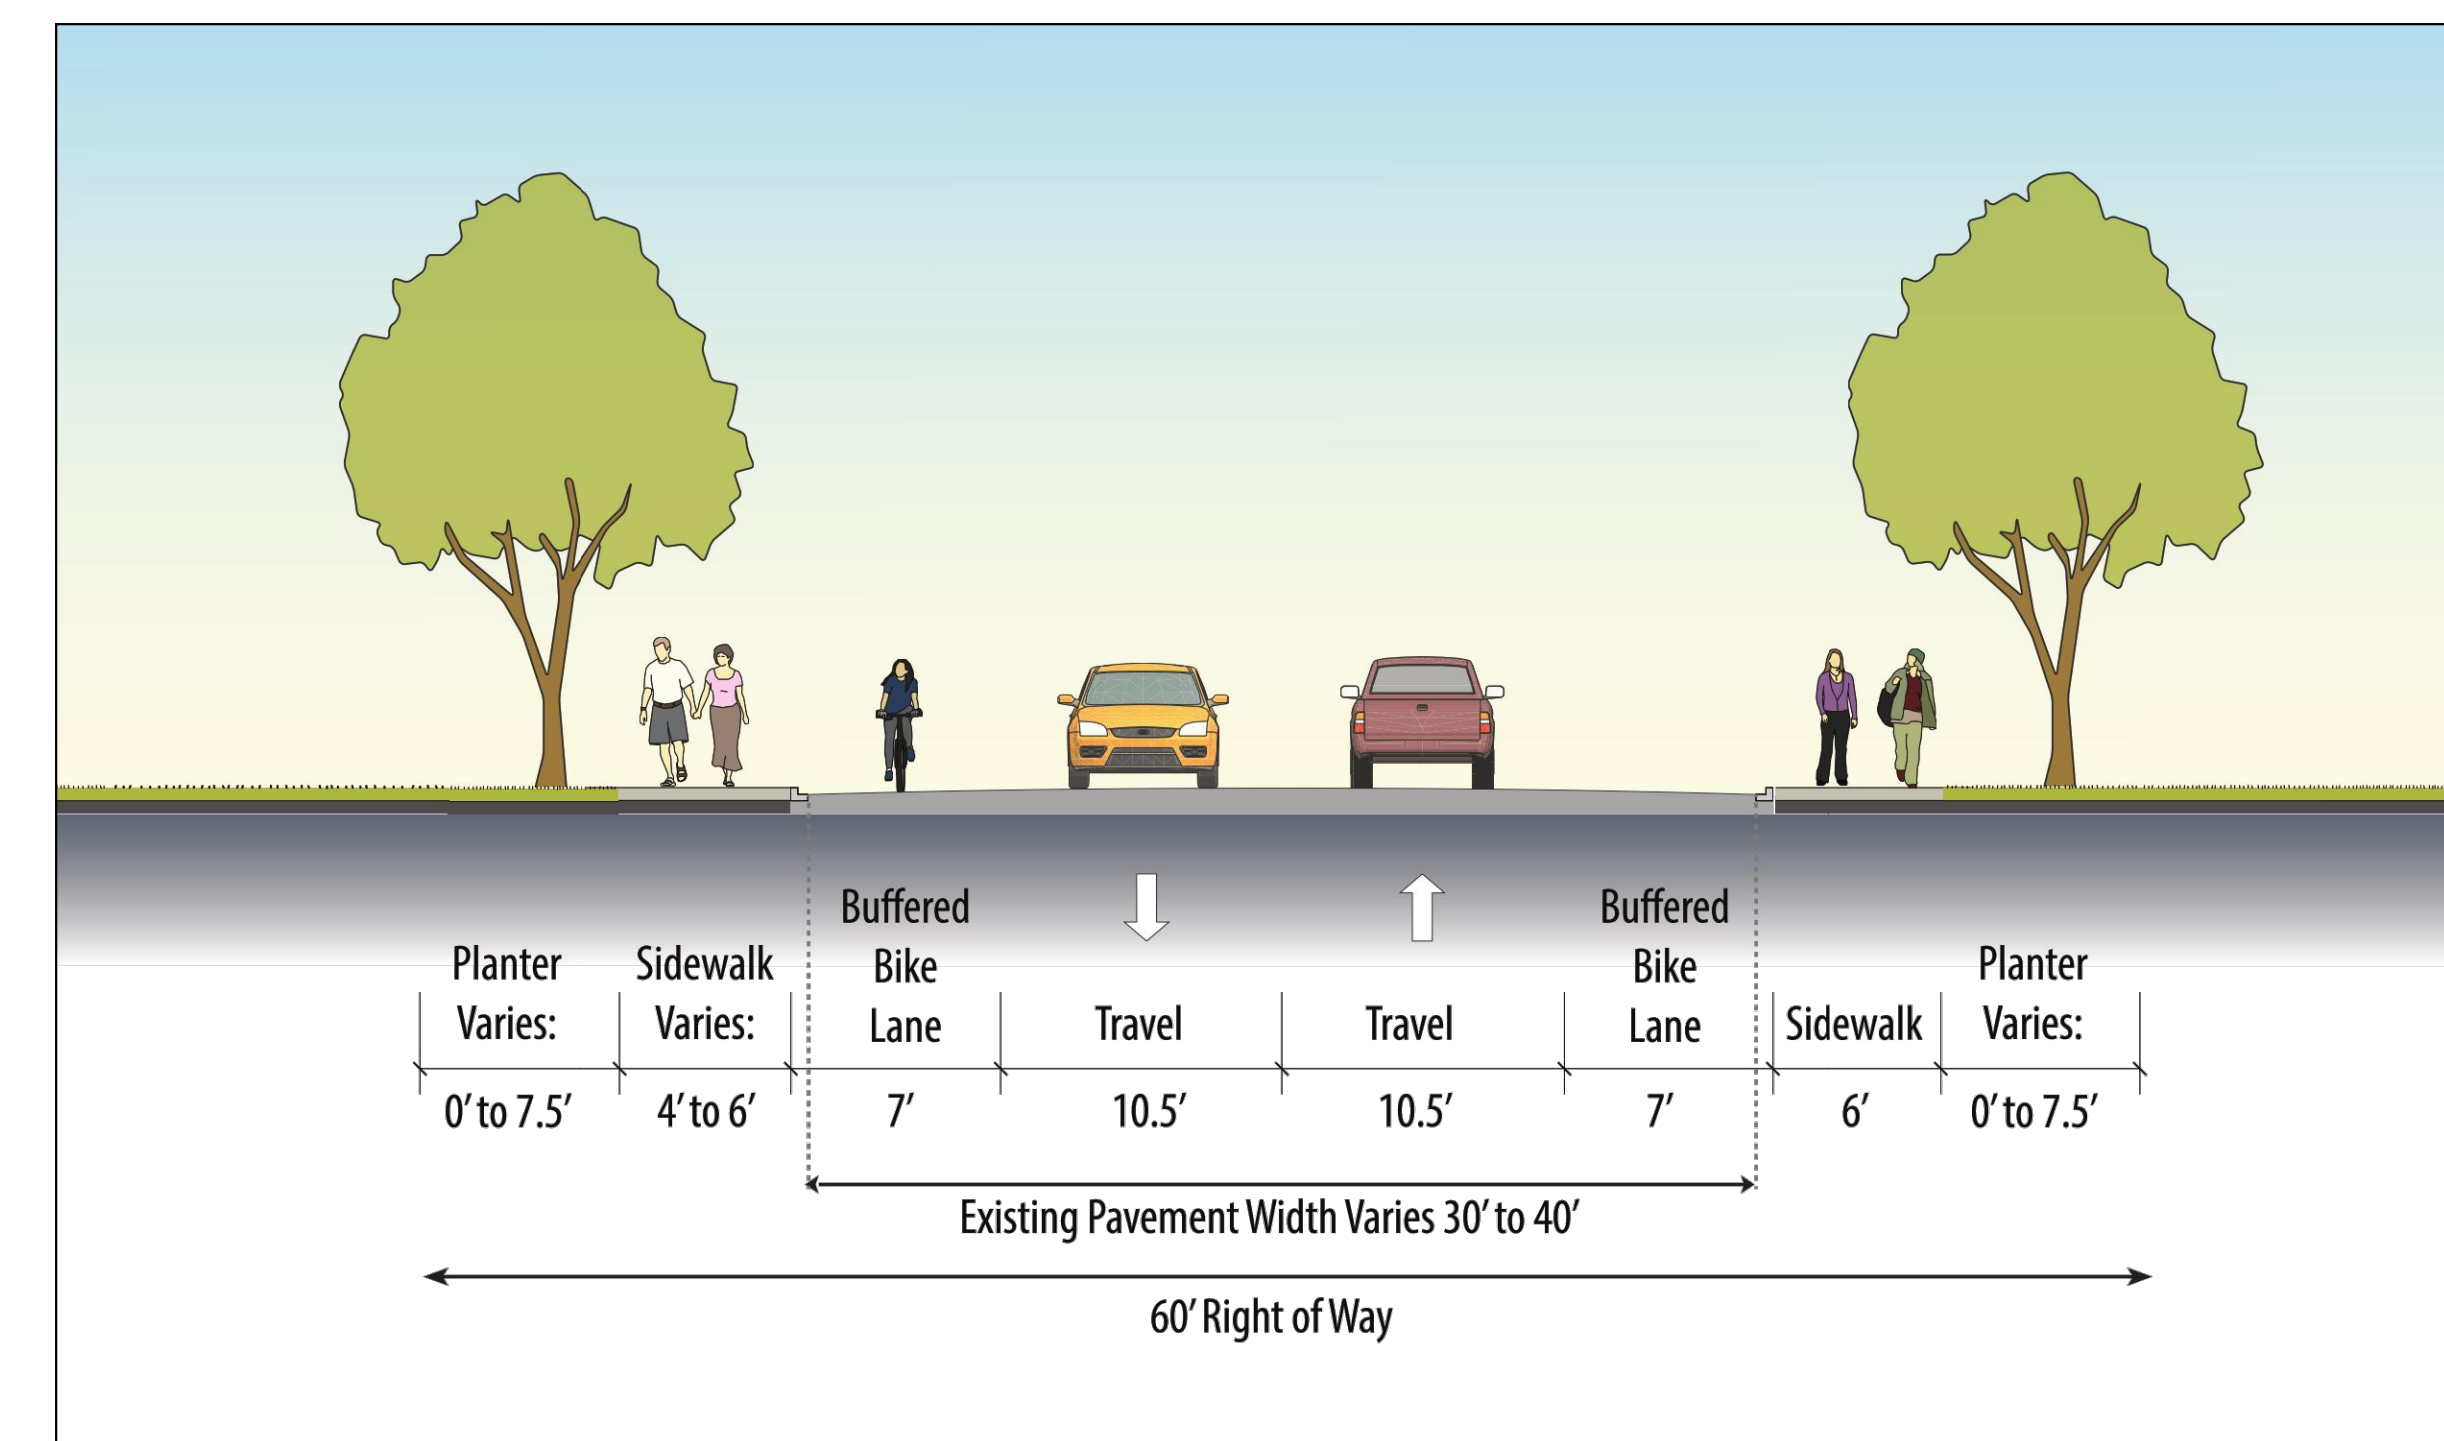 Planter
Varies:
0′ to 7.5′
Sidewalk
Varies:
4′ to 6′
Buffered
Bike
Lane
7′
Travel
10.5′
Travel
10.5′
Buffered
Bike
Lane
7′
Sidewalk
6′
Planter
Varies:
0′ to 7.5′
Existing Pavement Width Varies 30′ to 40′
60′ Right of Way